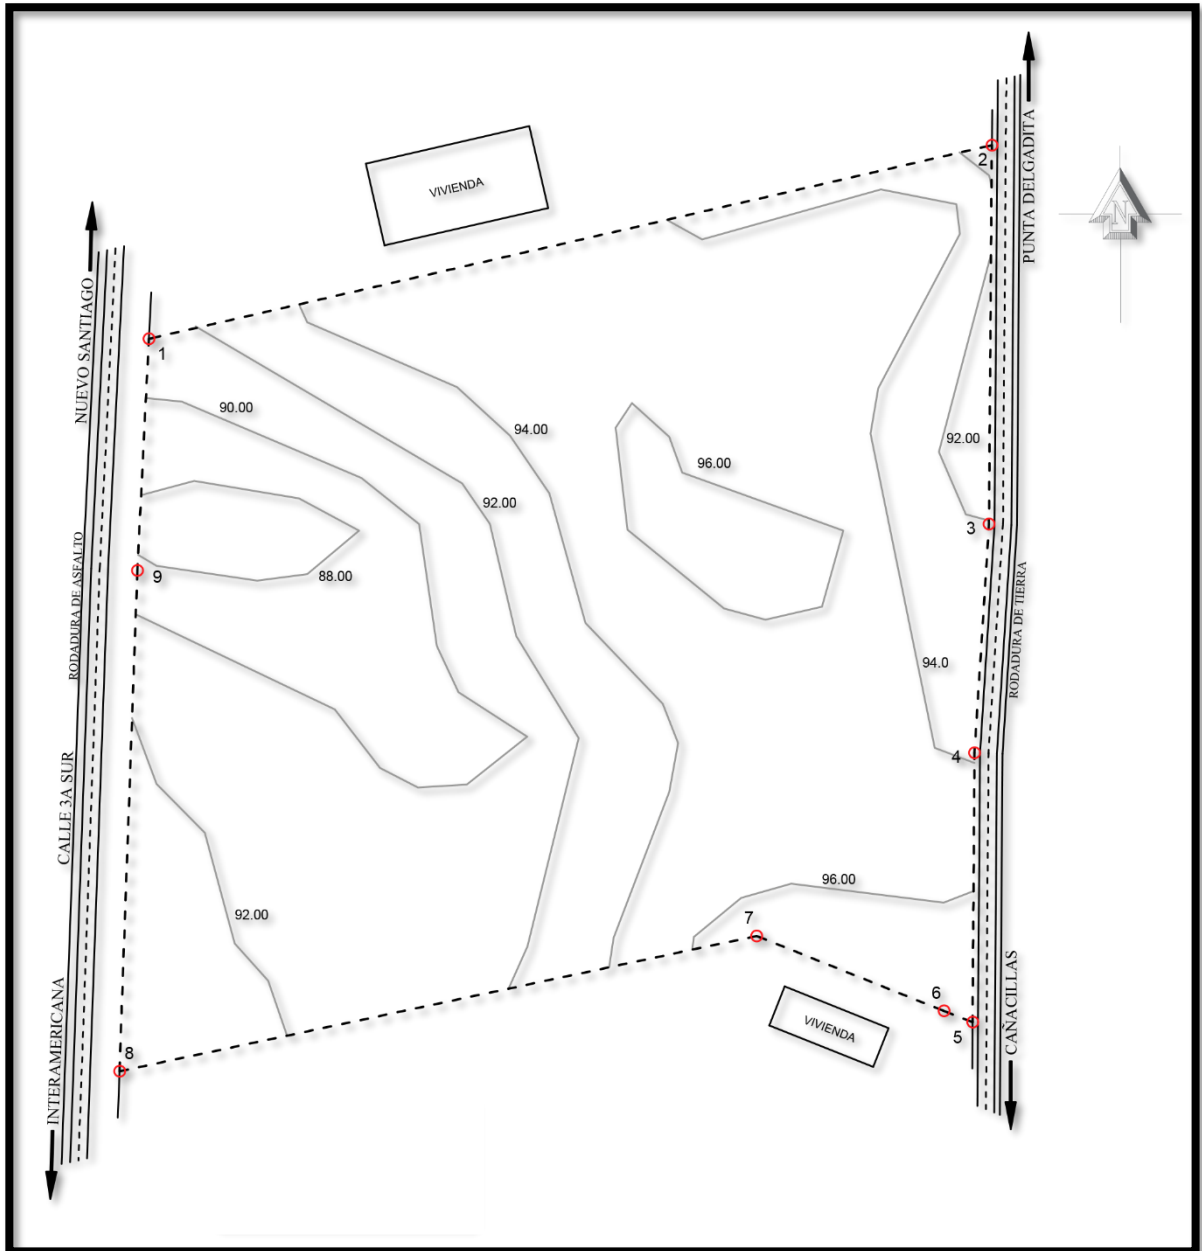 PUNTA DELGADITA
2
VIVIENDA
N
NUEVO SANTIAGO
1
90.00
94.00
92.00
96.00
92.00
3
RODADURA DE ASFALTO
9
88.00
RODADURA DE TIERRA
94.0
4
CALLE 3A SUR
96.00
92.00
7
6
5
CAÑACILLAS
VIVIENDA
INTERAMERICANA
8